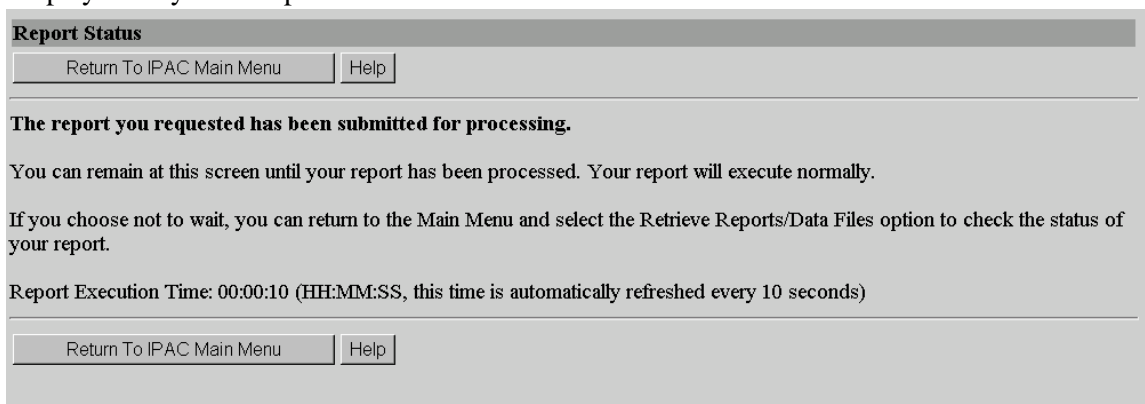 Report Status
Return To IPAC Main Menu Help
The report you requested has been submitted for processing.
You can remain at this screen until your report has been processed. Your report will execute normally.
If you choose not to wait, you can return to the Main Menu and select the Retrieve Reports/Data Files option to check the status of
your report.
Report Execution Time: 00:00:10 (HH:MM:SS, this time is automatically refreshed every 10 seconds)
Return To IPAC Main Menu Help